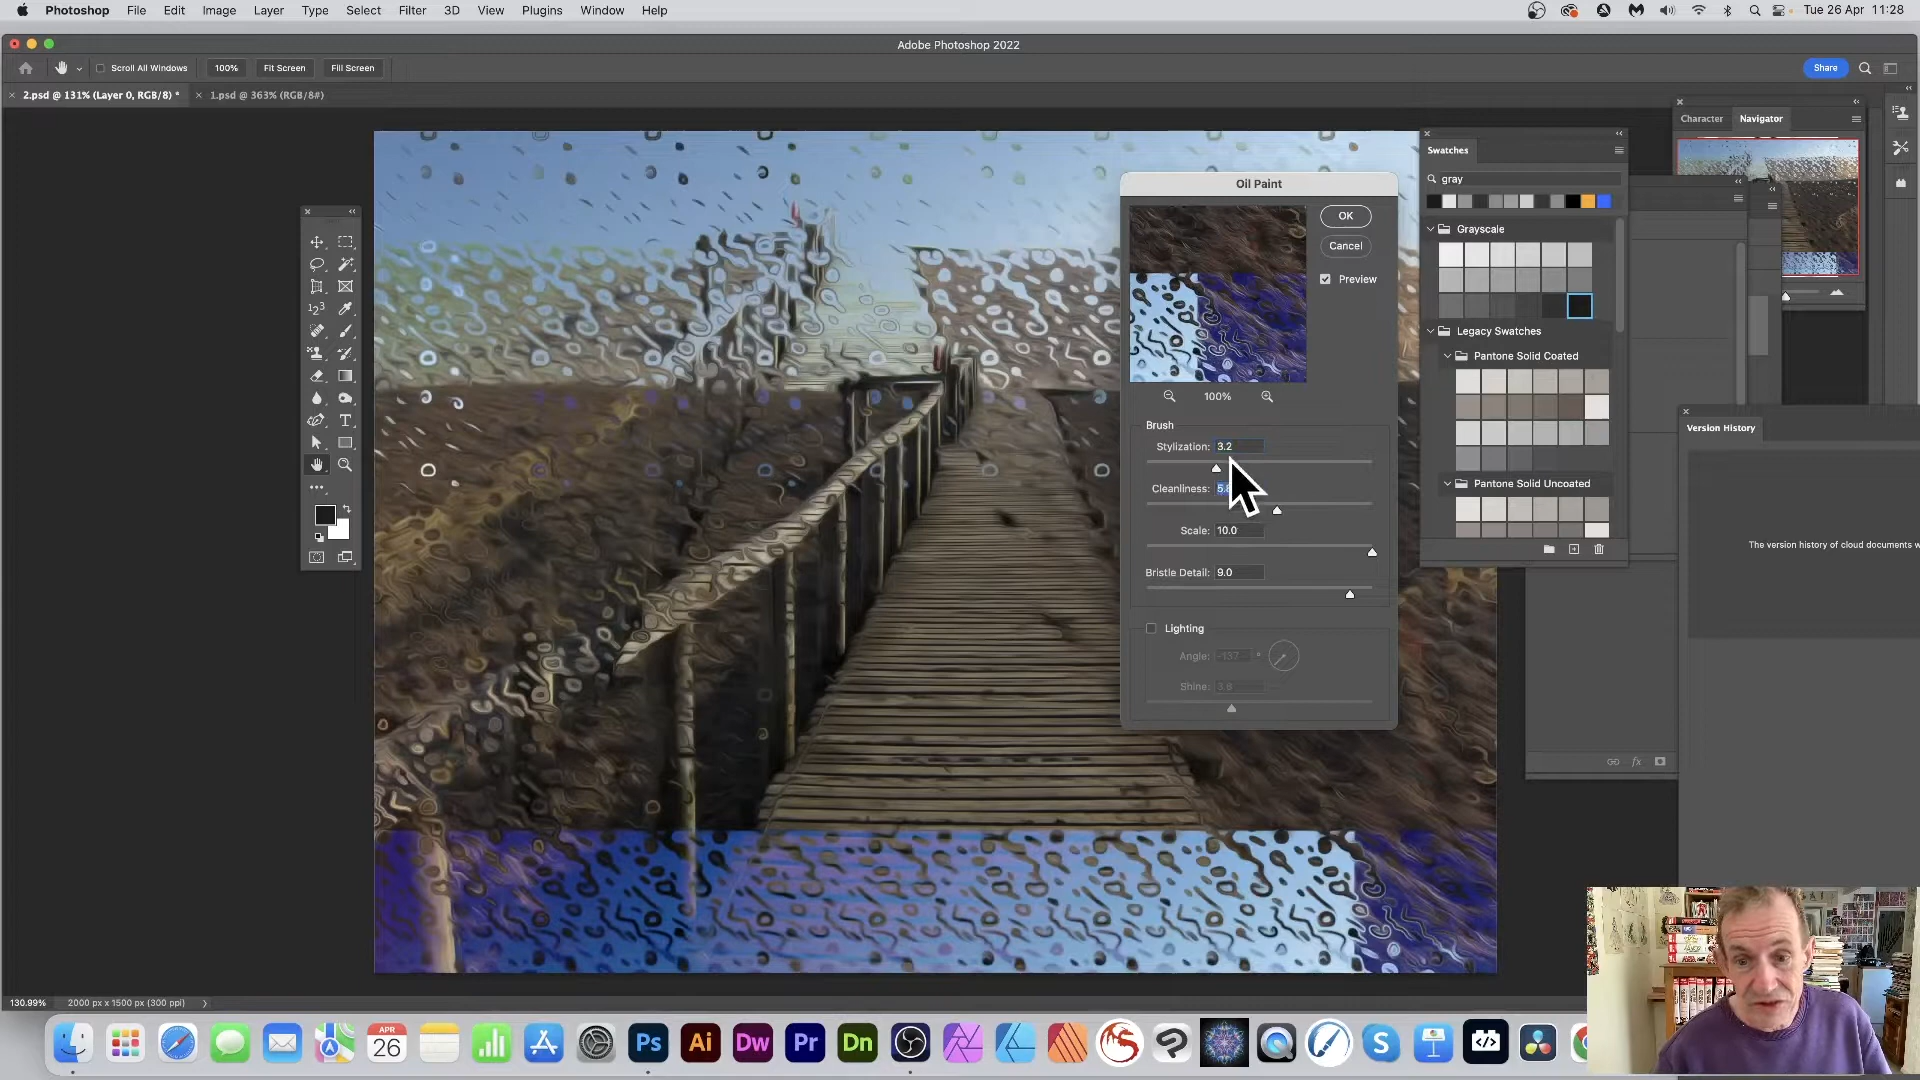 Photoshop File Edit Image Layer Type Select Filter 3D View Plugins Window Help
Tue 26 Apr 11:28
Adobe Photoshop 2022
Scroll All Windows 100% Fit Screen Fill Screen
Share
2.psd @ 131% (Layer 0, RGB/8) *
1.psd @ 363% (RGB/8#)
Character Navigator
Swatches
gray
Grayscale
Legacy Swatches
Pantone Solid Coated
Pantone Solid Uncoated
Oil Paint
OK
Cancel
Preview
100%
Brush
Stylization: 3.2
Cleanliness:
Scale: 10.0
Bristle Detail: 9.0
Lighting
Angle: -137 °
Shine:
Version History
The version history of cloud documents w
fx
130.99% 2000 px x 1500 px (300 ppi)
APR
26
Ps Ai Dw Pr Dn